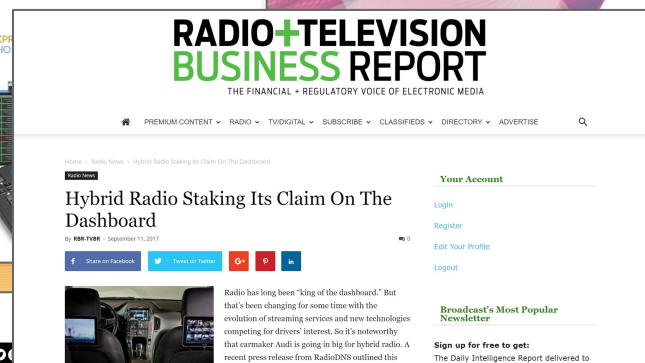 RADIO+TELEVISION
BUSINESS REPORT
THE FINANCIAL + REGULATORY VOICE OF ELECTRONIC MEDIA
PREMIUM CONTENT RADIO TV/DIGITAL SUBSCRIBE CLASSIFIEDS DIRECTORY ADVERTISE
Home › Radio News › Hybrid Radio Staking Its Claim On The Dashboard
Radio News
Hybrid Radio Staking Its Claim On The
Dashboard
By RBR-TVBR - September 11, 2017
0
Share on Facebook
Tweet on Twitter
G+
Radio has long been “king of the dashboard.” But
that’s been changing for some time with the
evolution of streaming services and new technologies
competing for drivers’ interest. So it’s noteworthy
that carmaker Audi is going in big for hybrid radio. A
recent press release from RadioDNS outlined this
Your Account
Login
Register
Edit Your Profile
Logout
Broadcast's Most Popular
Newsletter
Sign up for free to get:
The Daily Intelligence Report delivered to